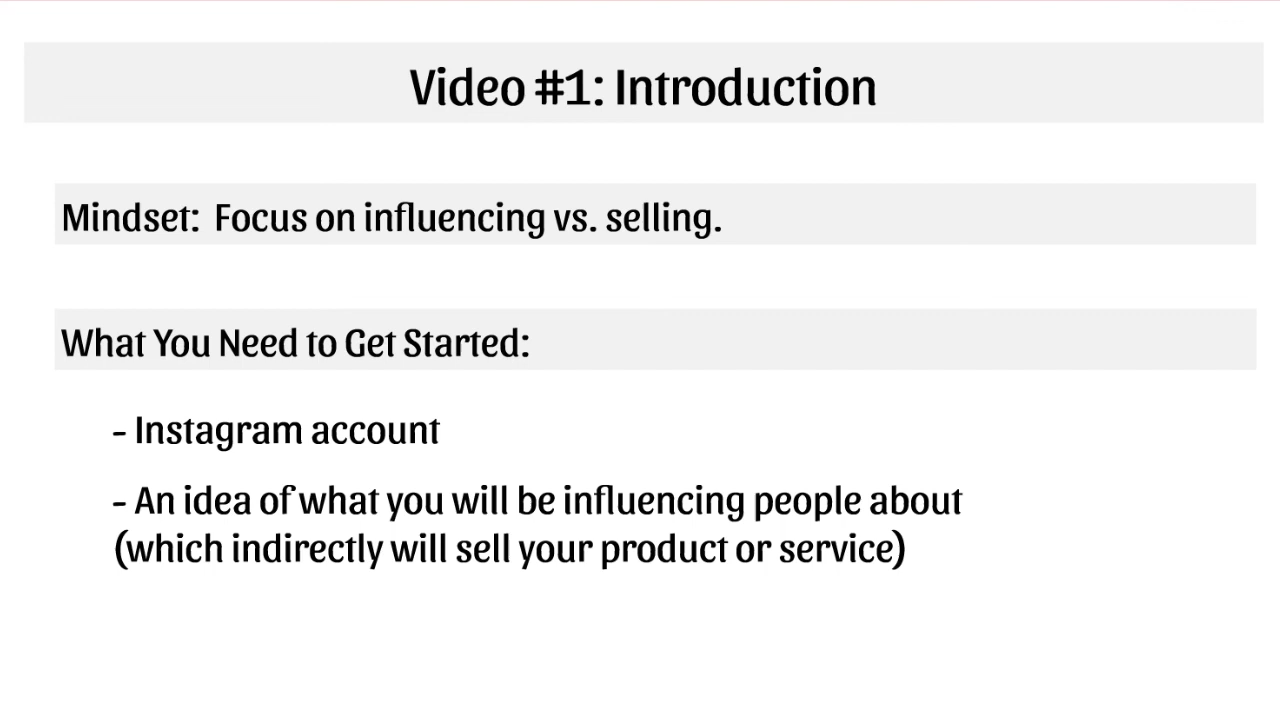 Video #1: Introduction
Mindset:  Focus on influencing vs. selling.
What You Need to Get Started:
- Instagram account
- An idea of what you will be influencing people about
(which indirectly will sell your product or service)